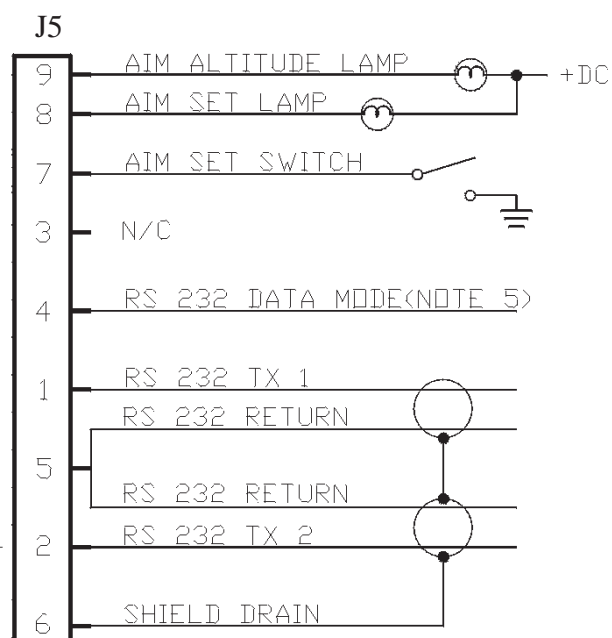 J5
9 AIM ALTITUDE LAMP +DC
8 AIM SET LAMP
7 AIM SET SWITCH
3 N/C
4 RS 232 DATA MODE(NOTE 5)
1 RS 232 TX 1
RS 232 RETURN
5
RS 232 RETURN
2 RS 232 TX 2
6 SHIELD DRAIN